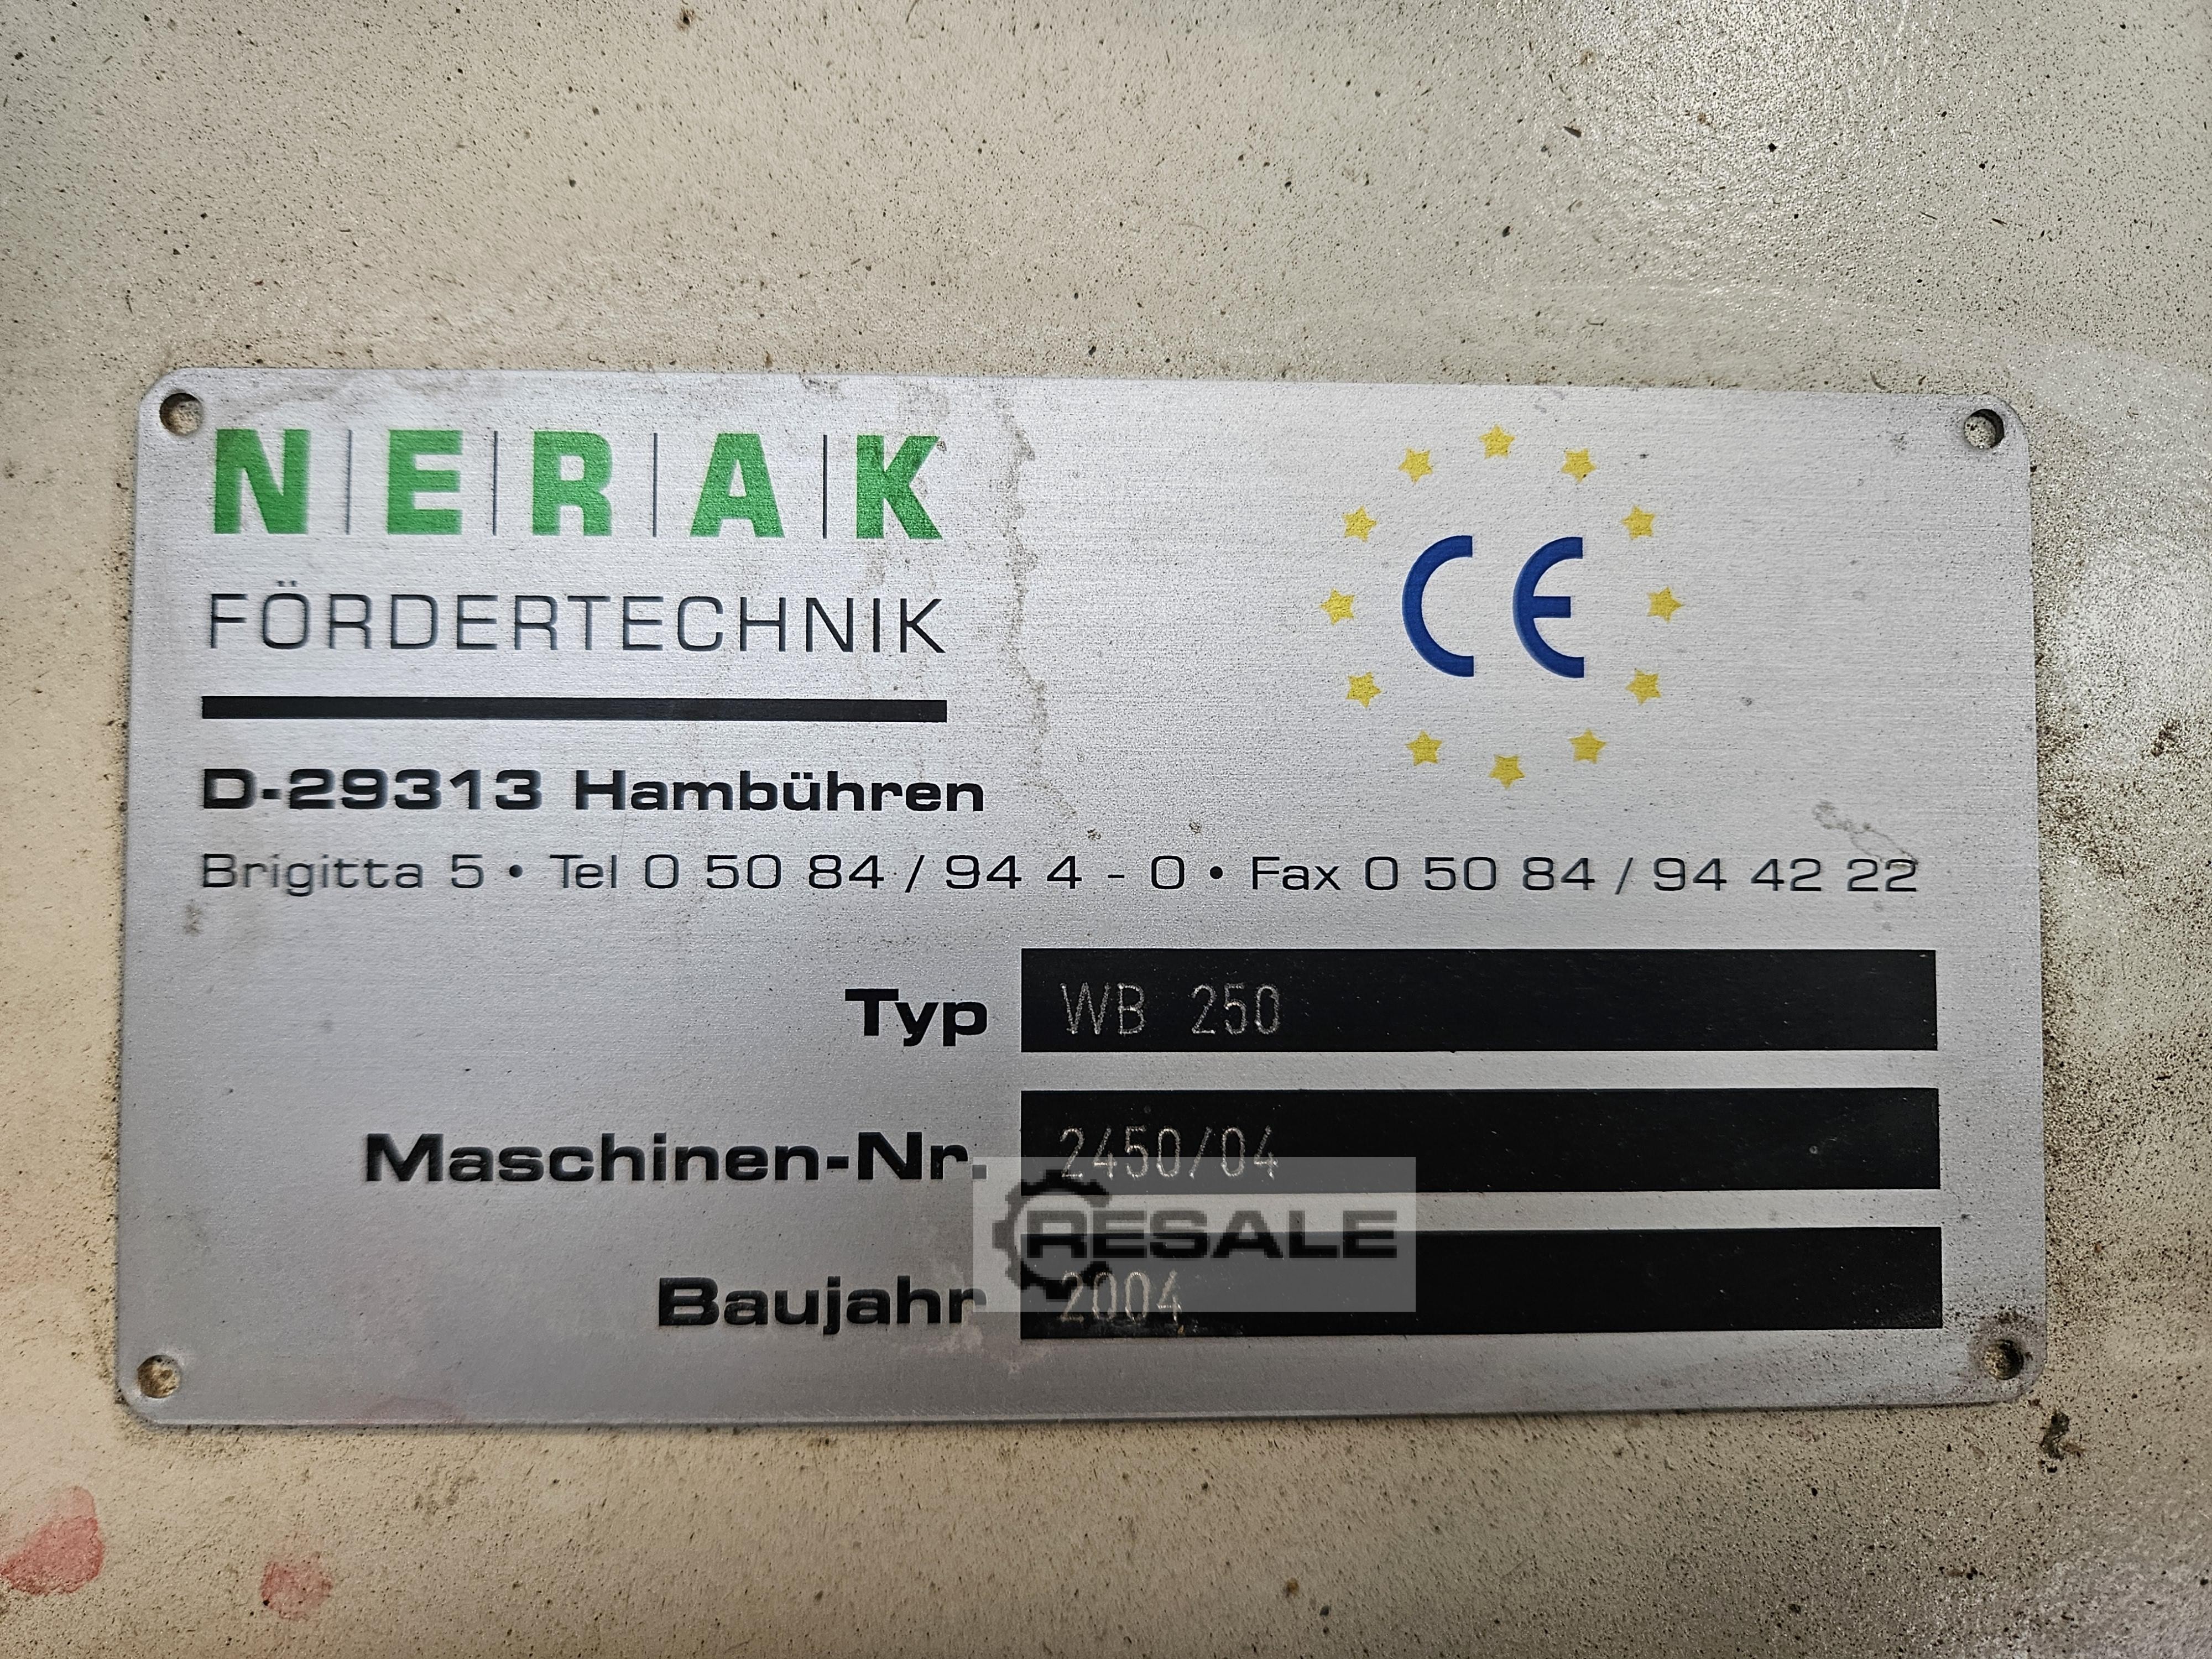 N|E|R|A|K
FÖRDERTECHNIK
CE
D-29313 Hambühren
Brigitta 5 • Tel 0 50 84 / 94 4 - 0 • Fax 0 50 84 / 94 42 22
Typ WB 250
Maschinen-Nr. 2450/04
RESALE
Baujahr 2004